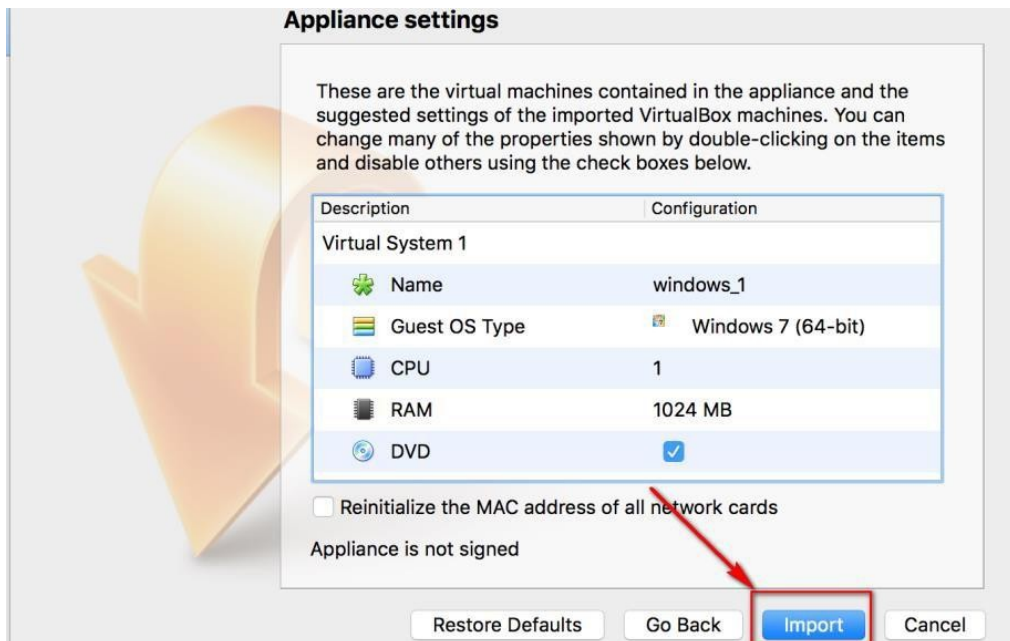 Appliance settings
These are the virtual machines contained in the appliance and the
suggested settings of the imported VirtualBox machines. You can
change many of the properties shown by double-clicking on the items
and disable others using the check boxes below.
Description Configuration
Virtual System 1
Name windows_1
Guest OS Type Windows 7 (64-bit)
CPU 1
RAM 1024 MB
DVD
Reinitialize the MAC address of all network cards
Appliance is not signed
Restore Defaults Go Back Import Cancel